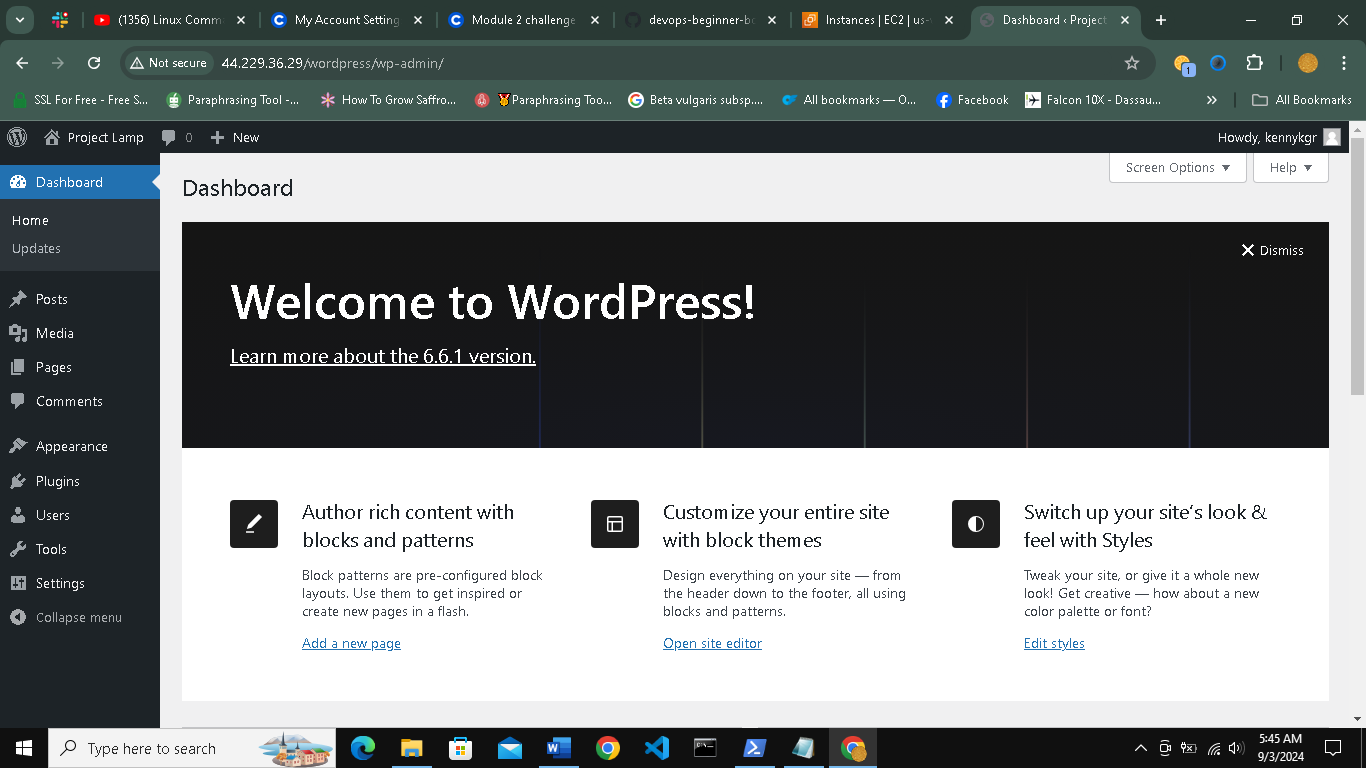 (1356) Linux Comm
My Account Setting
Module 2 challenge
devops-beginner-bo
Instances | EC2 | us-
Dashboard ‹ Project
Not secure
44.229.36.29/wordpress/wp-admin/
1
SSL For Free - Free S...
Paraphrasing Tool -...
How To Grow Saffro...
Paraphrasing Too...
Beta vulgaris subsp....
All bookmarks — O...
Facebook
Falcon 10X - Dassau...
»
All Bookmarks
Project Lamp
0
New
Howdy, kennykgr
Dashboard
Home
Updates
Posts
Media
Pages
Comments
Appearance
Plugins
Users
Tools
Settings
Collapse menu
Screen Options
Help
Dashboard
Dismiss
Welcome to WordPress!
Learn more about the 6.6.1 version.
Author rich content with
blocks and patterns
Block patterns are pre-configured block
layouts. Use them to get inspired or
create new pages in a flash.
Add a new page
Customize your entire site
with block themes
Design everything on your site — from
the header down to the footer, all using
blocks and patterns.
Open site editor
Switch up your site's look &
feel with Styles
Tweak your site, or give it a whole new
look! Get creative — how about a new
color palette or font?
Edit styles
Type here to search
5:45 AM
9/3/2024